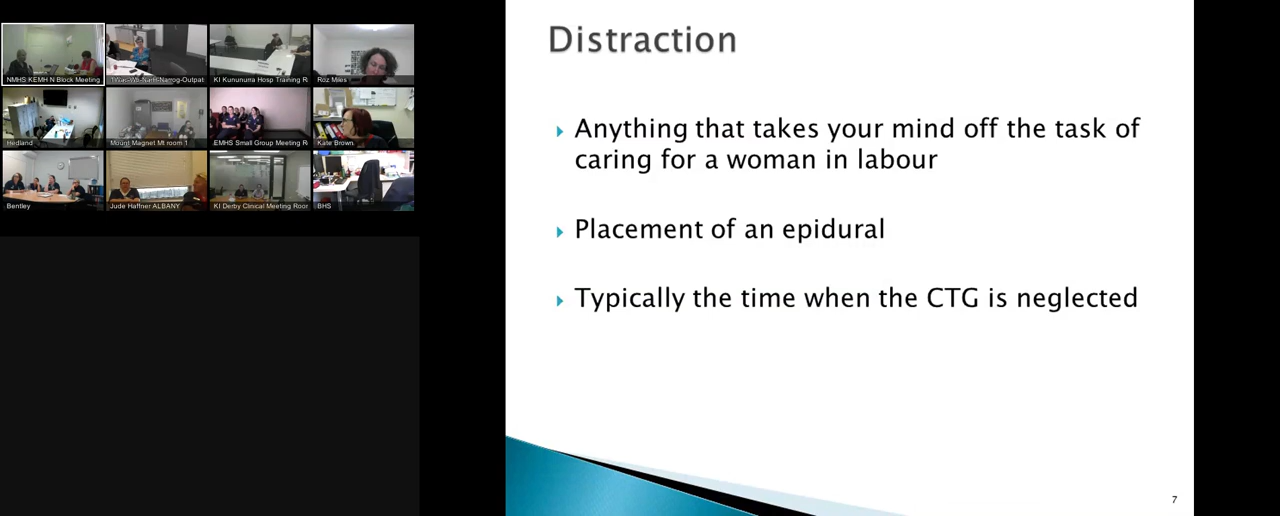 NMHS KEMH N Block Meeting
KI Kununurra Hosp Training R
Roz Miles
Hedland
Mount Magnet Mt room 1
EMHS Small Group Meeting R
Kate Brown
Bentley
Jude Haffner ALBANY
KI Derby Clinical Meeting Room
BHS
Distraction
Anything that takes your mind off the task of
caring for a woman in labour
Placement of an epidural
Typically the time when the CTG is neglected
7